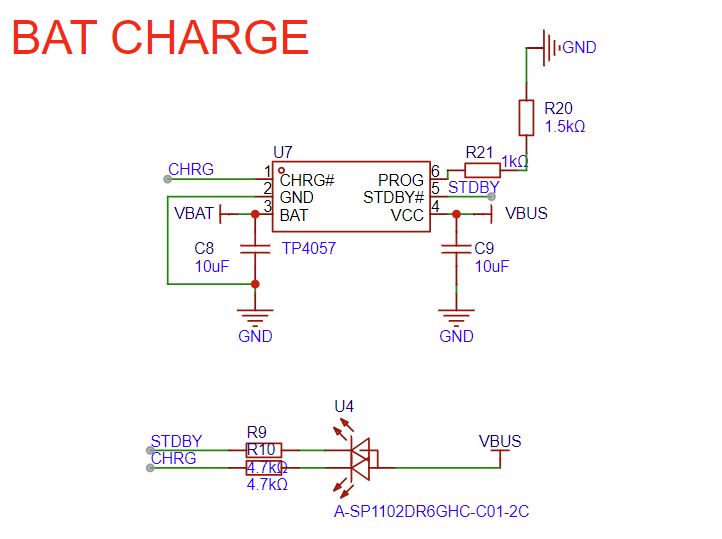 BAT CHARGE
GND
R20
1.5kΩ
U7
R21
1kΩ
CHRG
1
CHRG#
PROG
6
2
GND
STDBY#
5
STDBY
VBAT
3
BAT
VCC
4
VBUS
C8
10uF
TP4057
C9
10uF
GND
GND
U4
R9
STDBY
R10
VBUS
CHRG
4.7kΩ
4.7kΩ
A-SP1102DR6GHC-C01-2C